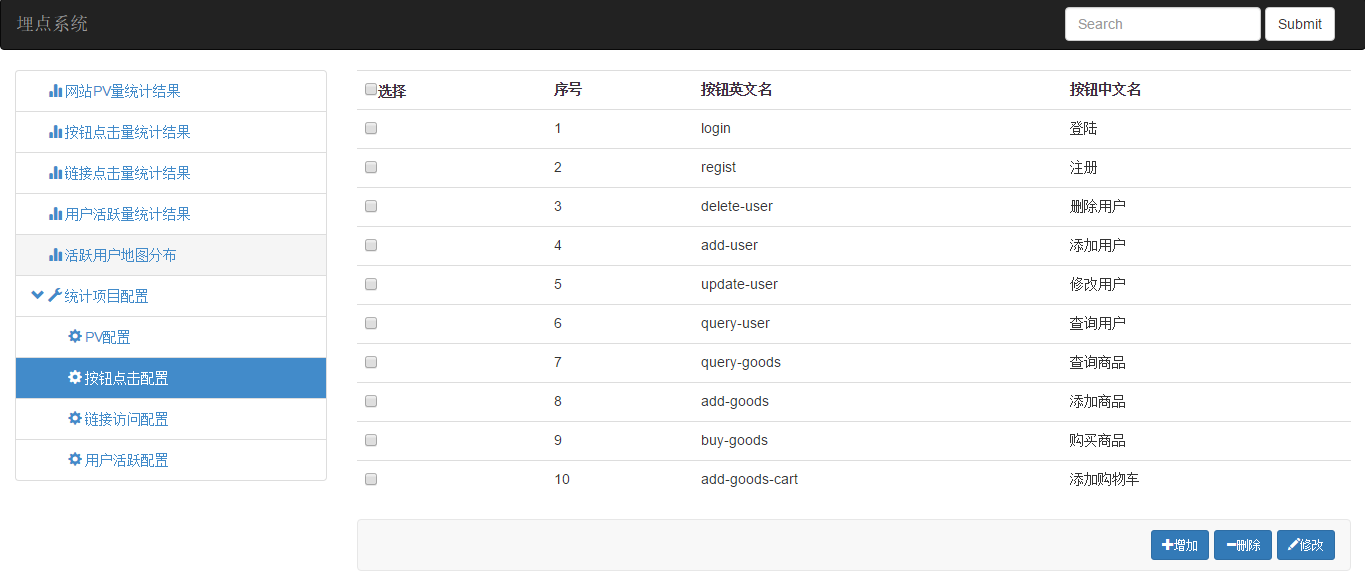 埋点系统 Search Submit
网站PV量统计结果
按钮点击量统计结果
链接点击量统计结果
用户活跃量统计结果
活跃用户地图分布
统计项目配置
PV配置
按钮点击配置
链接访问配置
用户活跃配置
选择 序号 按钮英文名 按钮中文名
1 login 登陆
2 regist 注册
3 delete-user 删除用户
4 add-user 添加用户
5 update-user 修改用户
6 query-user 查询用户
7 query-goods 查询商品
8 add-goods 添加商品
9 buy-goods 购买商品
10 add-goods-cart 添加购物车
增加 删除 修改